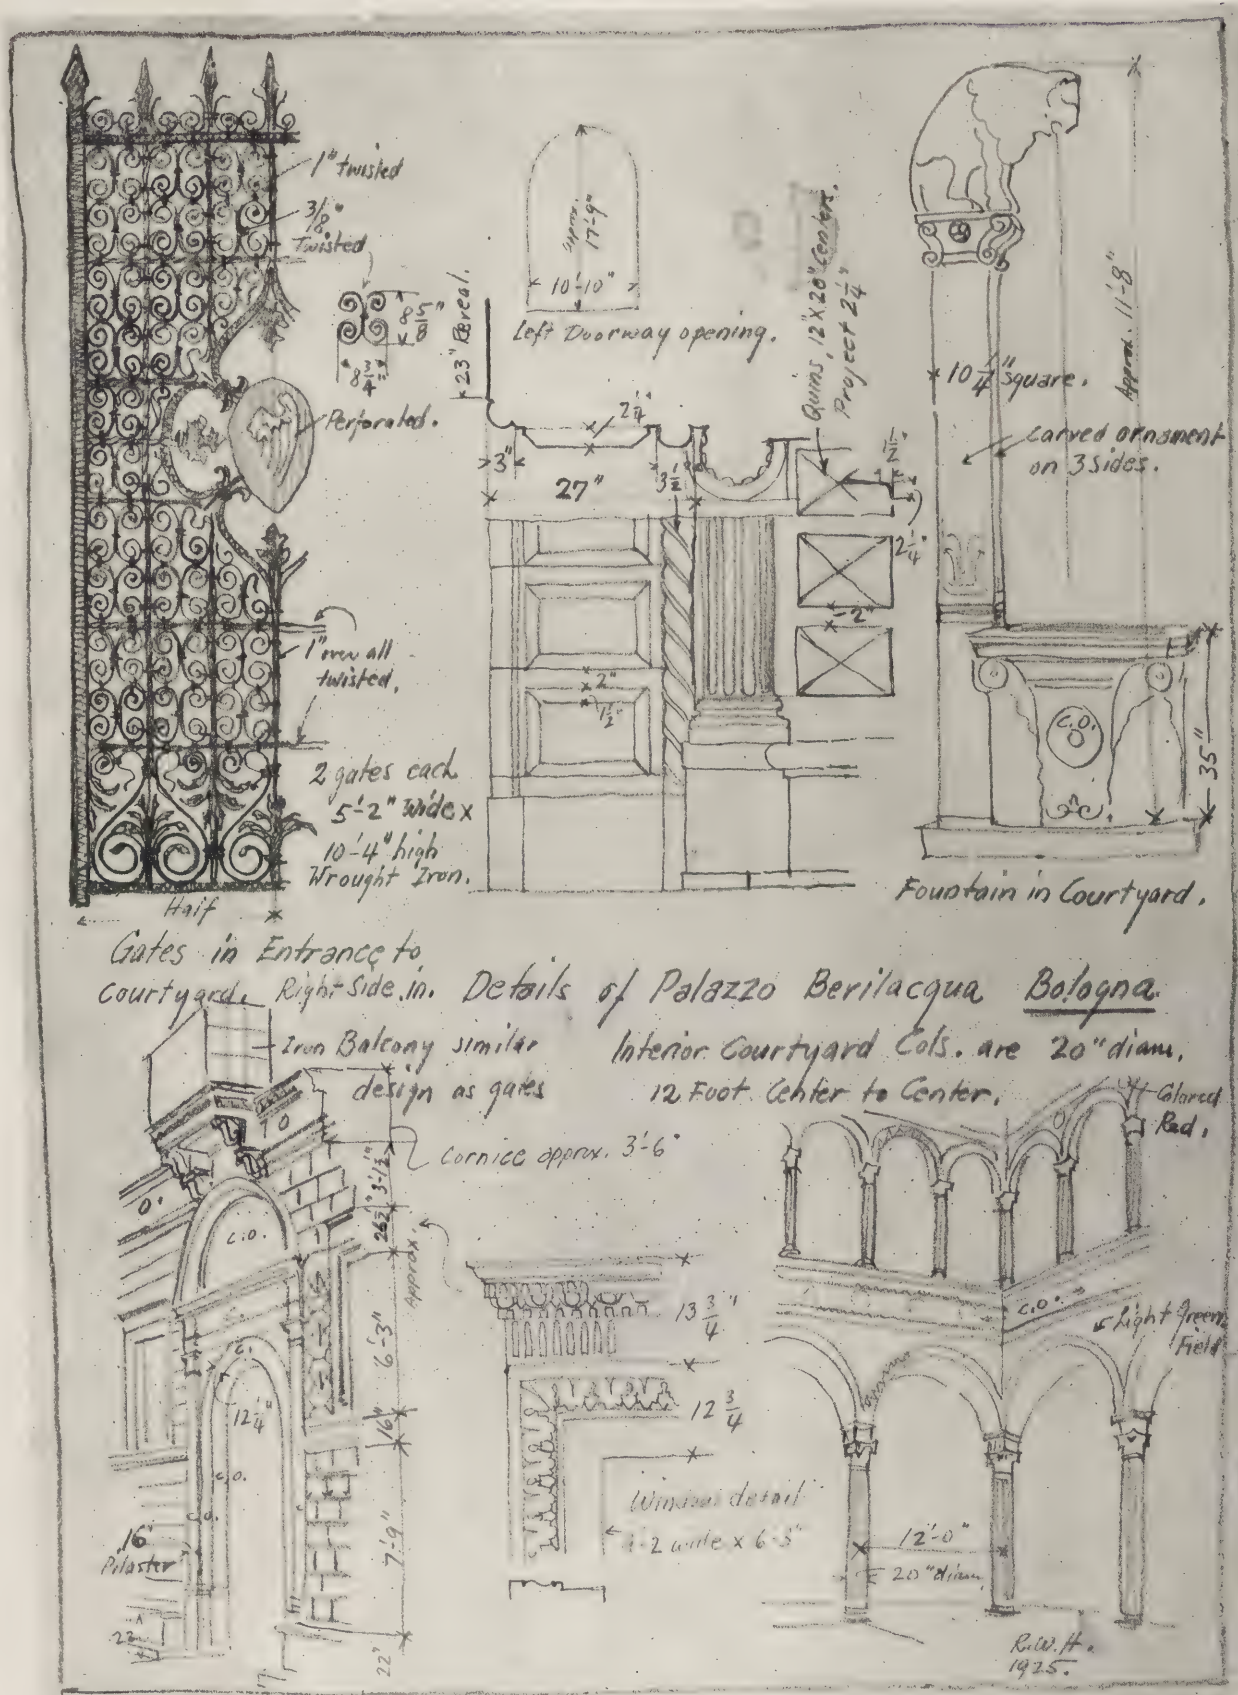 1" twisted
3/8"
Twisted
8 5/8"
8 3/4"
Perforated.
1" over all
twisted.
2 gates each
5'-2" Wide x
10'-4" high
Wrought Iron.
Half
Gates in Entrance to
Courtyard. Right Side in.
approx.
17'-9"
10'-10"
Left Doorway opening.
23" Reveal.
2 1/4"
3"
27"
3 1/2"
Quins, 12" x 20" Centers.
Project 2 1/4"
1 1/2"
2 1/4"
2"
2"
1 1/2"
Approx. 11'-8"
10 1/4" square.
carved ornament
on 3 sides.
C.O.
35"
Fountain in Courtyard.
Details of Palazzo Berilacqua Bologna.
Interior Courtyard Cols. are 20" diam.
12 Foot Center to Center.
Iron Balcony similar
design as gates
Cornice approx. 3'-6"
3'-1 1/2"
26 1/2"
Approx.
6'-3"
16"
7'-9"
22"
C.O.
C.
C.
12 1/4"
C.O.
C.O.
16"
Pilaster
22"
13 3/4"
12 3/4
Window detail
wide x 6'-3"
Colored
Red.
C.O.
Light Green
Field
12'-0"
20" diam.
R.W.H.
1925.